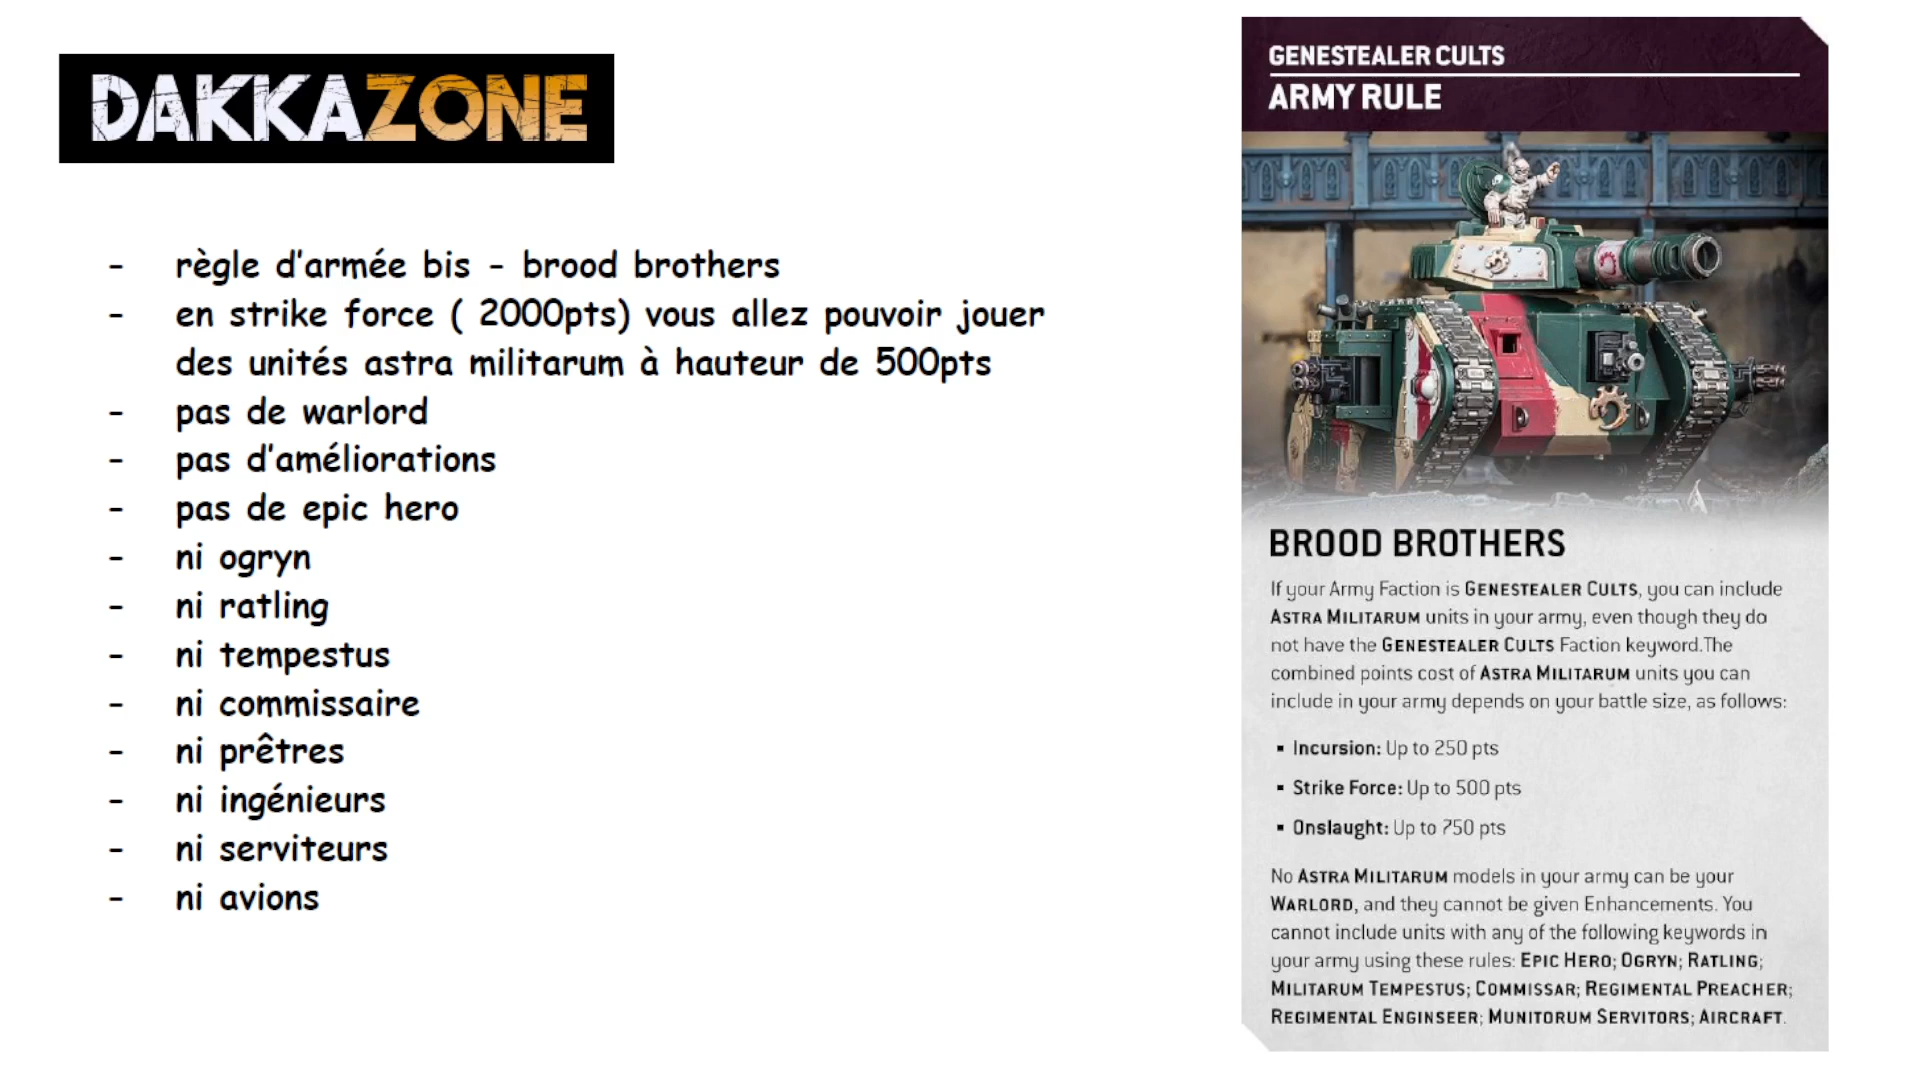 DAKKAZONE
- règle d'armée bis - brood brothers
- en strike force ( 2000pts) vous allez pouvoir jouer
des unités astra militarum à hauteur de 500pts
- pas de warlord
- pas d'améliorations
- pas de epic hero
- ni ogryn
- ni ratling
- ni tempestus
- ni commissaire
- ni prêtres
- ni ingénieurs
- ni serviteurs
- ni avions
GENESTEALER CULTS
ARMY RULE
BROOD BROTHERS
If your Army Faction is GENESTEALER CULTS, you can include
ASTRA MILITARUM units in your army, even though they do
not have the GENESTEALER CULTS Faction keyword.The
combined points cost of ASTRA MILITARUM units you can
include in your army depends on your battle size, as follows:
▪ Incursion: Up to 250 pts
▪ Strike Force: Up to 500 pts
▪ Onslaught: Up to 750 pts
No ASTRA MILITARUM models in your army can be your
WARLORD, and they cannot be given Enhancements. You
cannot include units with any of the following keywords in
your army using these rules: EPIC HERO; OGRYN; RATLING;
MILITARUM TEMPESTUS; COMMISSAR; REGIMENTAL PREACHER;
REGIMENTAL ENGINSEER; MUNITORUM SERVITORS; AIRCRAFT.